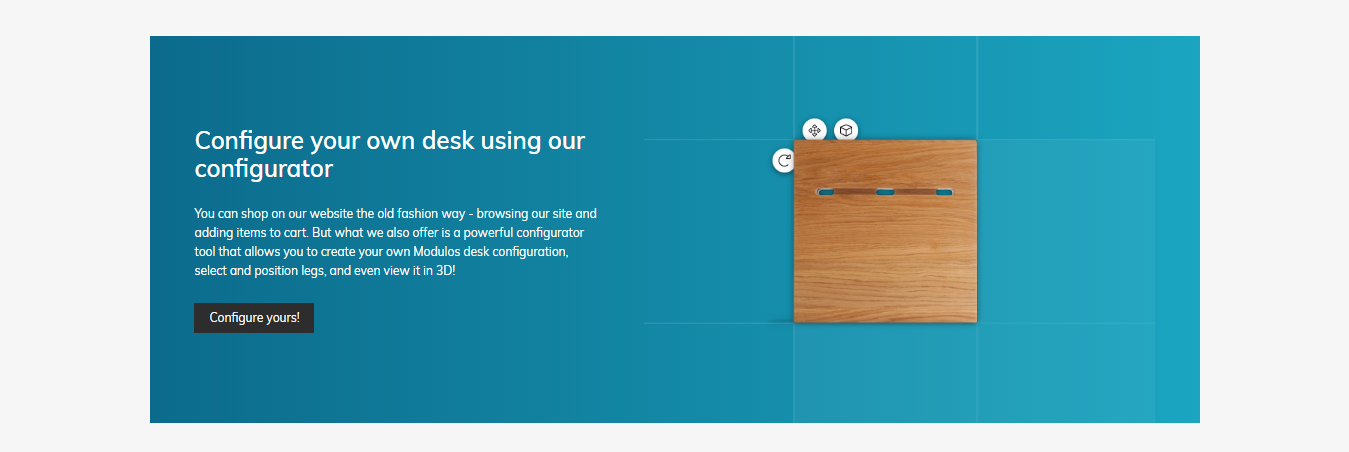 Configure your own desk using our
configurator
You can shop on our website the old fashion way - browsing our site and
adding items to cart. But what we also offer is a powerful configurator
tool that allows you to create your own Modulos desk configuration,
select and position legs, and even view it in 3D!
Configure yours!